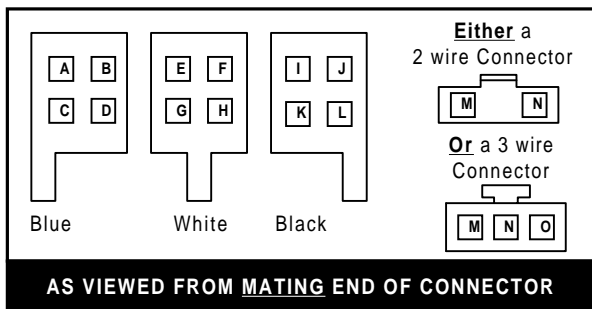 Either a
2 wire Connector
A B
E F
I J
C D
G H
K L
M N
Or a 3 wire
Connector
M N O
Blue
White
Black
AS VIEWED FROM MATING END OF CONNECTOR